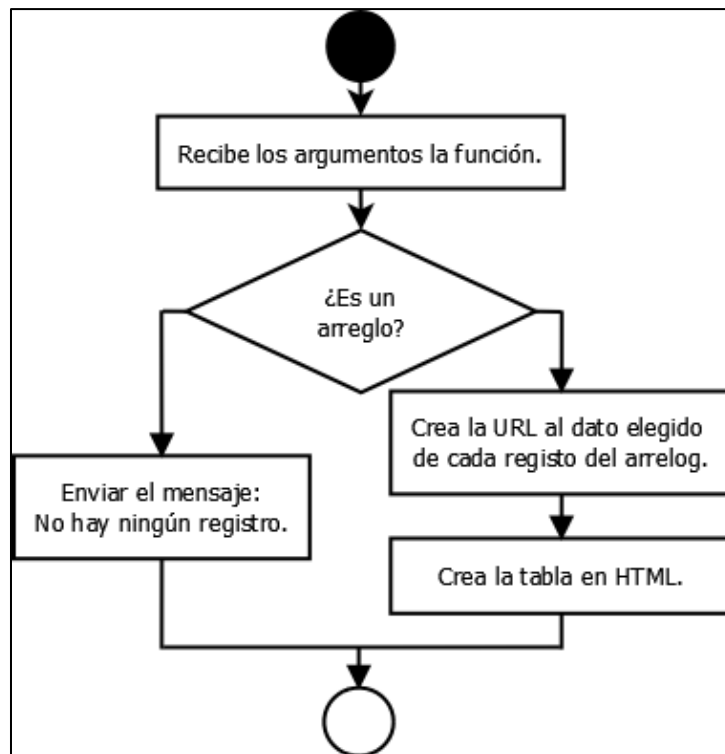 Recibe los argumentos la función.
¿Es un
arreglo?
Enviar el mensaje:
No hay ningún registro.
Crea la URL al dato elegido
de cada registo del arrelog.
Crea la tabla en HTML.